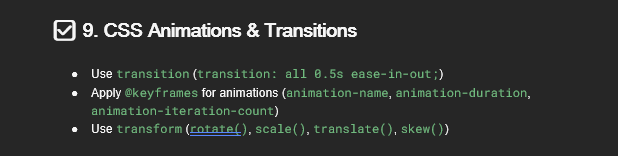 ☑ 9. CSS Animations & Transitions
● Use transition (transition: all 0.5s ease-in-out;)
● Apply @keyframes for animations (animation-name, animation-duration,
animation-iteration-count)
● Use transform (rotate(), scale(), translate(), skew())